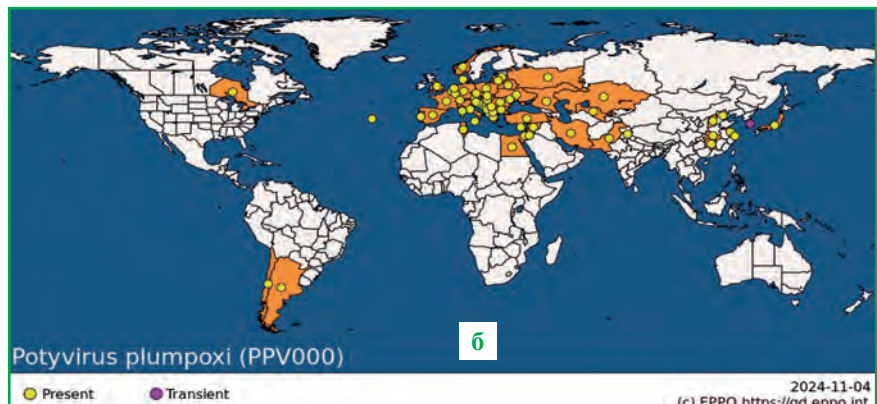 б
Potyvirus plumpoxi (PPV000)
Present Transient
2024-11-04
(c) EPPO https://gd.eppo.int